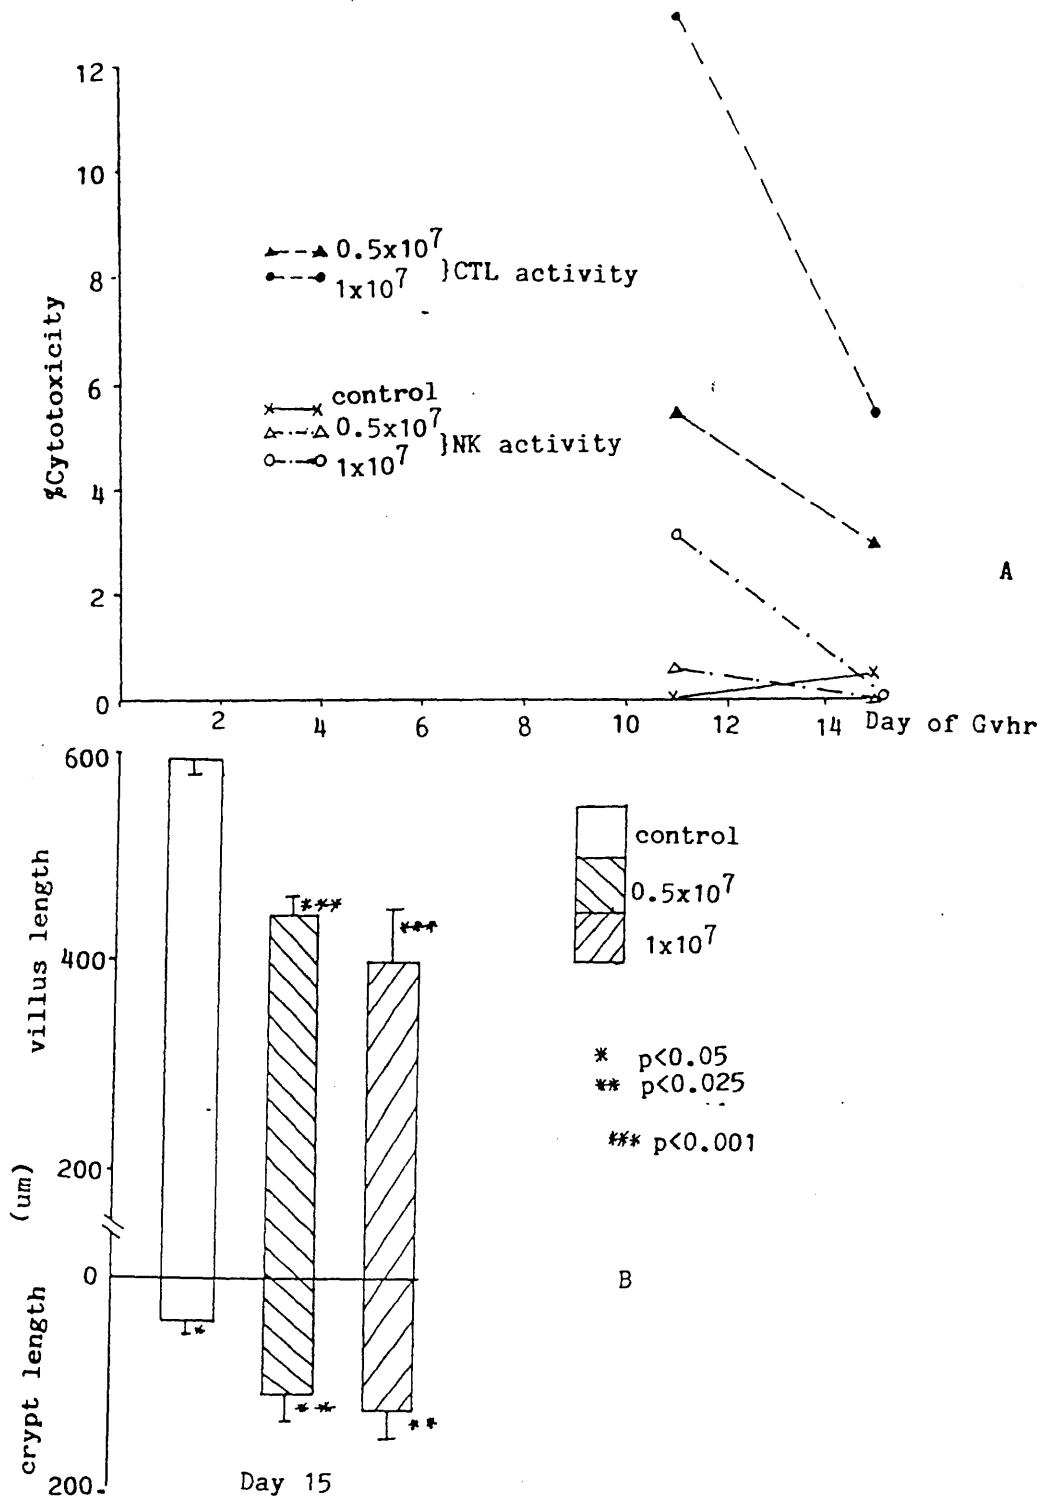 12
10
8
6
4
2
0
%Cytotoxicity
0.5x10^7
1x10^7
}CTL activity
control
0.5x10^7
1x10^7
}NK activity
A
2 4 6 8 10 12 14 Day of Gvhr
600
400
200
0
200
villus length
(um)
crypt length
***
***
*
**
**
control
0.5x10^7
1x10^7
* p<0.05
** p<0.025
*** p<0.001
B
Day 15